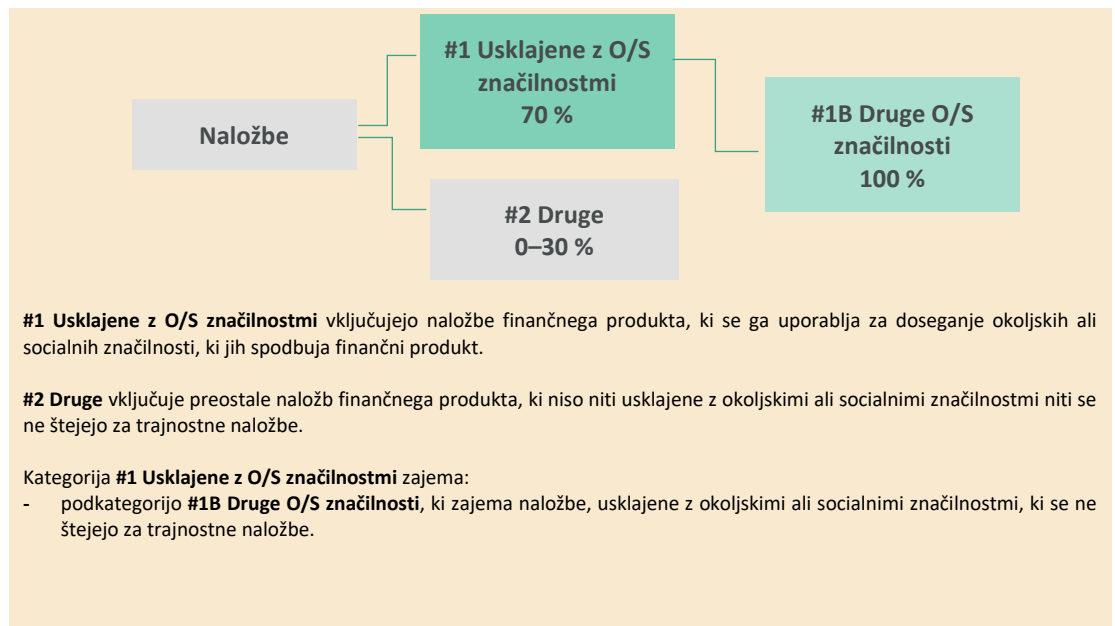 #1 Usklajene z O/S
značilnostmi
70 %
#1B Druge O/S
značilnosti
100 %
Naložbe
#2 Druge
0–30 %
#1 Usklajene z O/S značilnostmi vključujejo naložbe finančnega produkta, ki se ga uporablja za doseganje okoljskih ali
socialnih značilnosti, ki jih spodbuja finančni produkt.
#2 Druge vključuje preostale naložb finančnega produkta, ki niso niti usklajene z okoljskimi ali socialnimi značilnostmi niti se
ne štejejo za trajnostne naložbe.
Kategorija #1 Usklajene z O/S značilnostmi zajema:
- podkategorijo #1B Druge O/S značilnosti, ki zajema naložbe, usklajene z okoljskimi ali socialnimi značilnostmi, ki se ne
štejejo za trajnostne naložbe.